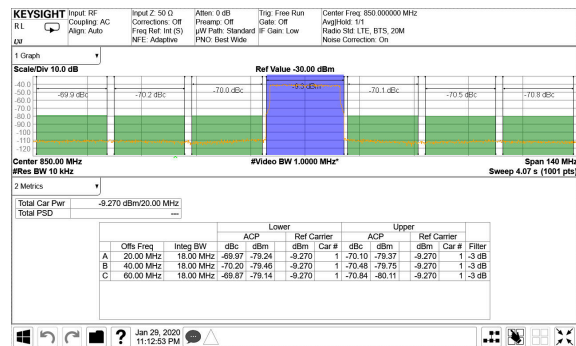 KEYSIGHT Input: RF Input Z: 50 Ω Atten: 0 dB Trig: Free Run Center Freq: 850.000000 MHz
RL Coupling: AC Corrections: Off Preamp: Off Gate: Off Avg|Hold: 1/1
Align: Auto Freq Ref: Int (S) µW Path: Standard IF Gain: Low Radio Std: LTE, BTS, 20M
LXI NFE: Adaptive PNO: Best Wide Noise Correction: On
1 Graph
Scale/Div 10.0 dB Ref Value -30.00 dBm
-40.0
-50.0
-60.0
-70.0
-80.0
-90.0
-100
-110
-120
-69.9 dBc -70.2 dBc -70.0 dBc -70.1 dBc -70.5 dBc -70.8 dBc
Center 850.00 MHz #Video BW 1.0000 MHz* Span 140 MHz
#Res BW 10 kHz Sweep 4.07 s (1001 pts)
2 Metrics
Total Car Pwr -9.270 dBm/20.00 MHz
Total PSD ---
Lower Upper
ACP Ref Carrier ACP Ref Carrier
Offs Freq Integ BW dBc dBm dBm Car # dBc dBm dBm Car # Filter
A 20.00 MHz 18.00 MHz -69.97 -79.24 -9.270 1 -70.10 -79.37 -9.270 1 -3 dB
B 40.00 MHz 18.00 MHz -70.20 -79.46 -9.270 1 -70.48 -79.75 -9.270 1 -3 dB
C 60.00 MHz 18.00 MHz -69.87 -79.14 -9.270 1 -70.84 -80.11 -9.270 1 -3 dB
? Jan 29, 2020
11:12:53 PM